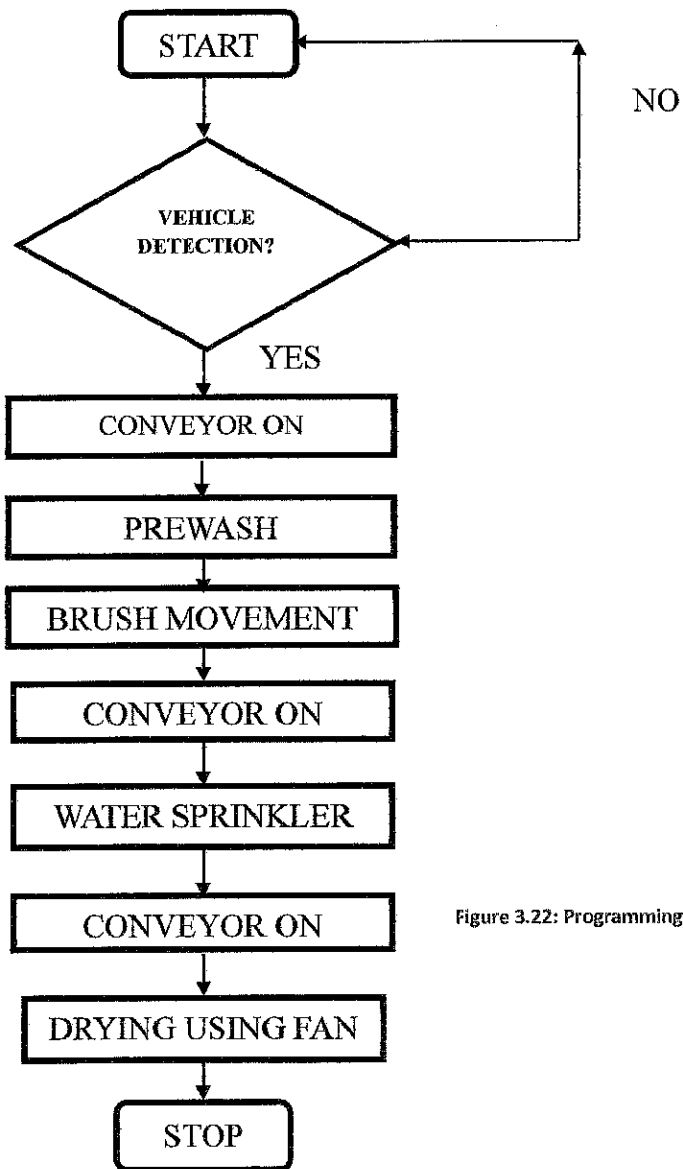 START
NO
VEHICLE
DETECTION?
YES
CONVEYOR ON
PREWASH
BRUSH MOVEMENT
CONVEYOR ON
WATER SPRINKLER
CONVEYOR ON
Figure 3.22: Programming
DRYING USING FAN
STOP